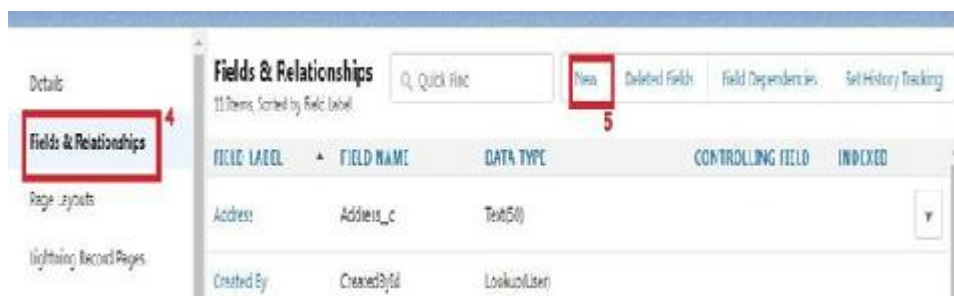 Details
Fields & Relationships
4
Page Layouts
Lightning Record Pages
Fields & Relationships
11 Items, Sorted by Field Label
Quick Find
New
5
Deleted Fields
Field Dependencies
Set History Tracking
FIELD LABEL FIELD NAME DATA TYPE CONTROLLING FIELD INDEXED
Address Address_c Text(50)
Created By CreatedById Lookup(User)